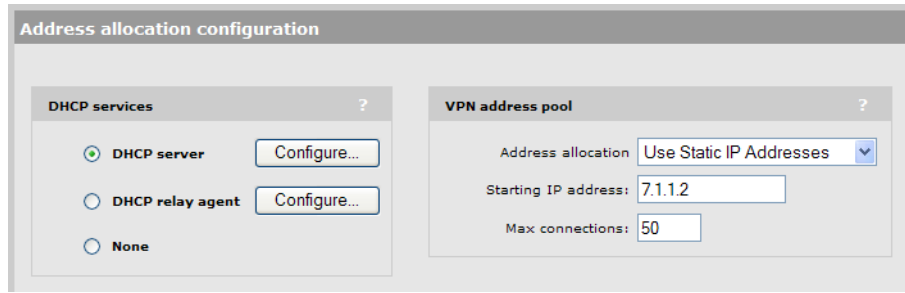 Address allocation configuration
DHCP services ?
DHCP server Configure...
DHCP relay agent Configure...
None
VPN address pool ?
Address allocation Use Static IP Addresses
Starting IP address: 7.1.1.2
Max connections: 50